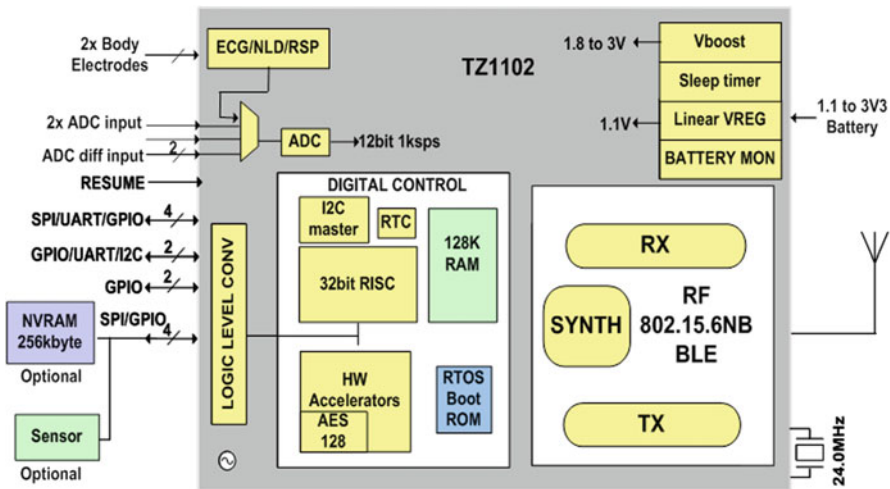 2x Body
Electrodes
2x ADC input
ADC diff input
2
RESUME
SPI/UART/GPIO
4
GPIO/UART/I2C
2
GPIO
2
SPI/GPIO
4
NVRAM
256kbyte
Optional
Sensor
Optional
ECG/NLD/RSP
ADC
12bit 1ksps
LOGIC LEVEL CONV
TZ1102
DIGITAL CONTROL
I2C
master
RTC
128K
RAM
32bit RISC
HW
Accelerators
AES
128
RTOS
Boot
ROM
1.8 to 3V
Vboost
Sleep timer
1.1V
Linear VREG
BATTERY MON
1.1 to 3V3
Battery
RX
SYNTH
RF
802.15.6NB
BLE
TX
24.0MHz